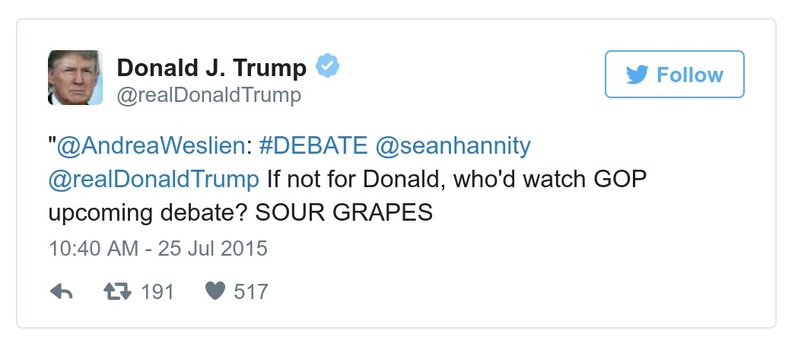 Donald J. Trump
@realDonaldTrump
Follow
"@AndreaWeslien: #DEBATE @seanhannity
@realDonaldTrump If not for Donald, who'd watch GOP
upcoming debate? SOUR GRAPES
10:40 AM - 25 Jul 2015
191 517